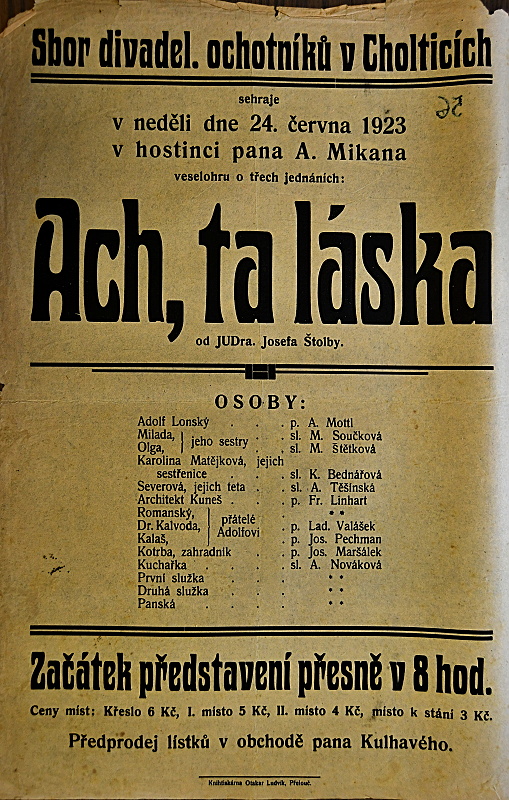 Sbor divadel. ochotníků v Cholticích
sehraje
v neděli dne 24. června 1923
v hostinci pana A. Mikana
veselohru o třech jednáních:
Ach, ta láska
od JUDra. Josefa Štolby.
OSOBY:
Adolf Lonský . . . p. A. Mottl
Milada, } jeho sestry . . sl. M. Součková
Olga, sl. M. Štětková
Karolina Matějková, jejich
sestřenice . . . sl. K. Bednářová
Severová, jejich teta . . sl. A. Těšínská
Architekt Kuneš . . . p. Fr. Linhart
Romanský, } přátelé Adolfovi * *
Dr. Kalvoda, p. Lad. Valášek
Kalaš, p. Jos. Pechman
Kotrba, zahradník . . p. Jos. Maršálek
Kuchařka . . . . sl. A. Nováková
První služka . . . * *
Druhá služka . . . * *
Panská . . . . * *
Začátek představení přesně v 8 hod.
Ceny míst: Křeslo 6 Kč, I. místo 5 Kč, II. místo 4 Kč, místo k stání 3 Kč.
Předprodej lístků v obchodě pana Kulhavého.
Knihtiskárna Otakar Ledvik, Přelouč.